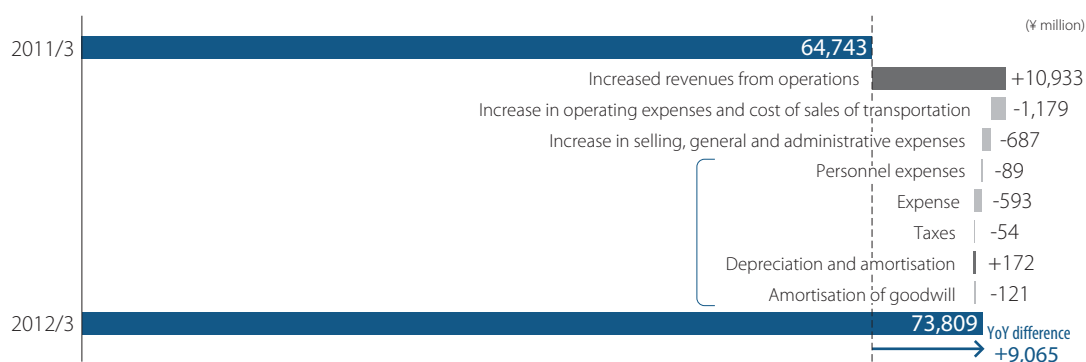 (¥ million)
2011/3 64,743
Increased revenues from operations +10,933
Increase in operating expenses and cost of sales of transportation -1,179
Increase in selling, general and administrative expenses -687
Personnel expenses -89
Expense -593
Taxes -54
Depreciation and amortisation +172
Amortisation of goodwill -121
2012/3 73,809 YoY difference
+9,065